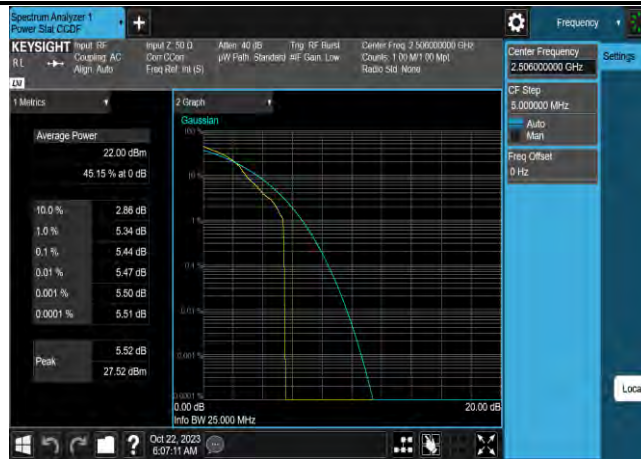 Spectrum Analyzer 1
Power Stat CCDF
+
Frequency
KEYSIGHT
RL
LXI
Input: RF
Coupling: AC
Align: Auto
Input Z: 50 Ω
Corr CCorr
Freq Ref: Int (S)
Atten: 40 dB
µW Path: Standard
Trig: RF Burst
#IF Gain: Low
Center Freq: 2.506000000 GHz
Counts: 1.00 M/1.00 Mpt
Radio Std: None
Center Frequency
2.506000000 GHz
Settings
CF Step
5.000000 MHz
Auto
Man
Freq Offset
0 Hz
1 Metrics
Average Power
22.00 dBm
45.15 % at 0 dB
10.0 % 2.86 dB
1.0 % 5.34 dB
0.1 % 5.44 dB
0.01 % 5.47 dB
0.001 % 5.50 dB
0.0001 % 5.51 dB
Peak
5.52 dB
27.52 dBm
2 Graph
Gaussian
100 %
10 %
1 %
0.1 %
0.01 %
0.001 %
0.0001 %
0.00 dB
20.00 dB
Info BW 25.000 MHz
Loca
?
Oct 22, 2023
6:07:11 AM